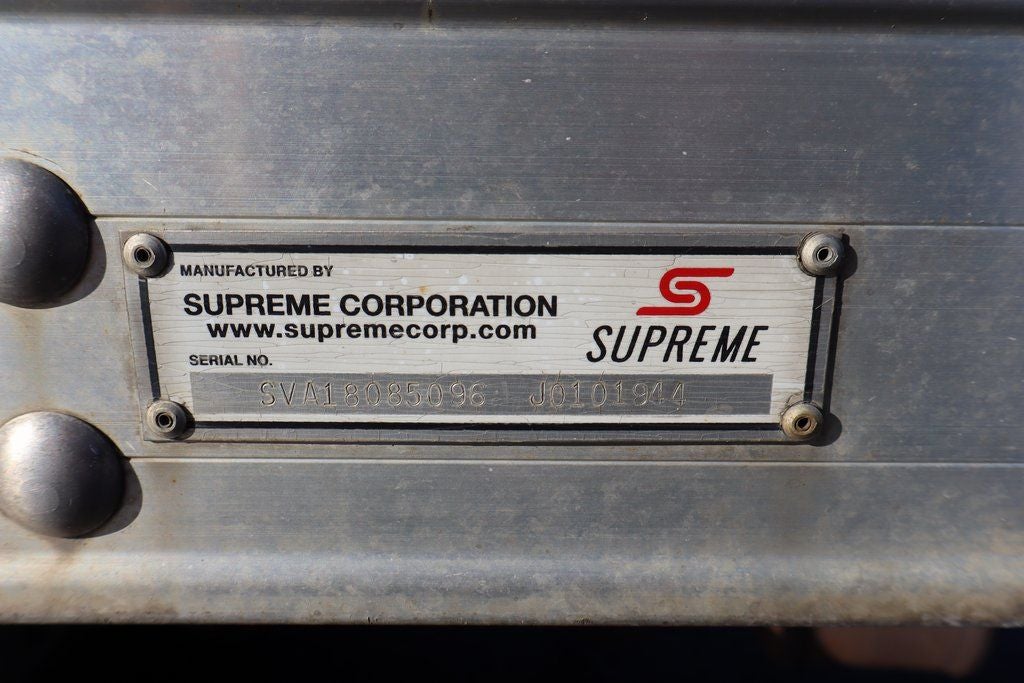 MANUFACTURED BY
SUPREME CORPORATION
www.supremecorp.com
SUPREME
SERIAL NO.
SVA18085096 J0101944